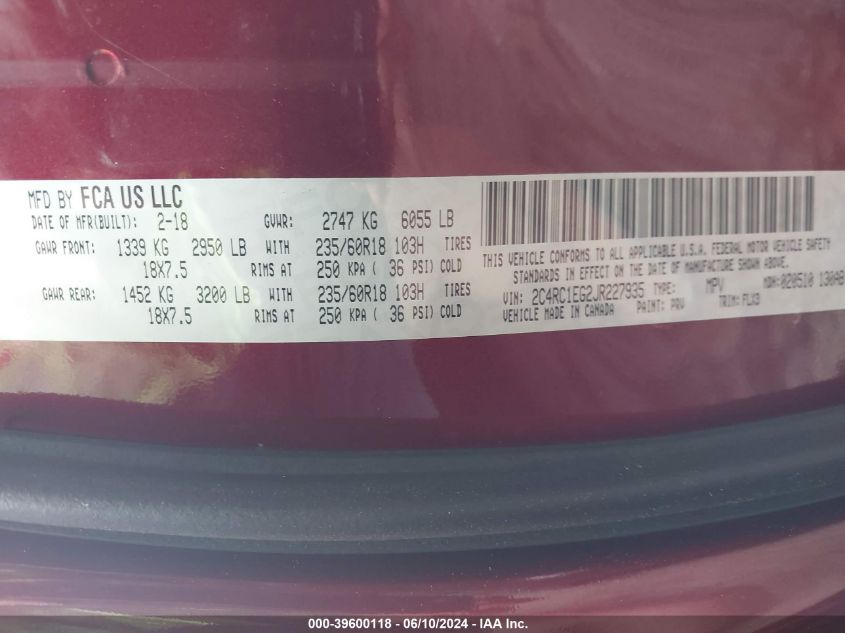 MFD BY FCA US LLC
DATE OF MFR(BUILT): 2-18 GVWR: 2747 KG 6055 LB
GAWR FRONT: 1339 KG 2950 LB WITH 235/60R18 103H TIRES
18X7.5 RIMS AT 250 KPA ( 36 PSI) COLD
GAWR REAR: 1452 KG 3200 LB WITH 235/60R18 103H TIRES
18X7.5 RIMS AT 250 KPA ( 36 PSI) COLD
THIS VEHICLE CONFORMS TO ALL APPLICABLE U.S.A. FEDERAL MOTOR VEHICLE SAFETY
STANDARDS IN EFFECT ON THE DATE OF MANUFACTURE SHOWN ABOVE.
VIN: 2C4RC1EG2JR227935 TYPE: MPV MDH: 020510 130AB
VEHICLE MADE IN CANADA PAINT: PRV TRIM: FLX9
000-39600118 - 06/10/2024 - IAA Inc.